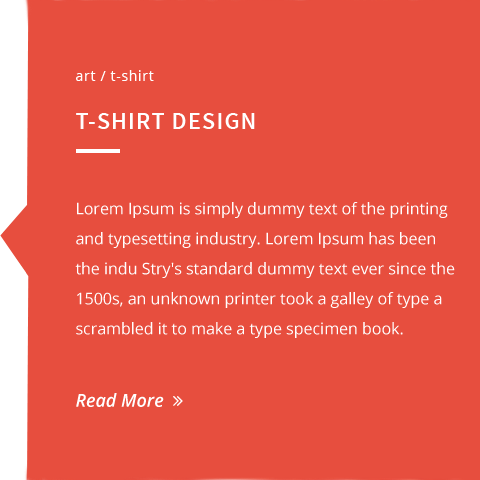 art / t-shirt
T-SHIRT DESIGN
Lorem Ipsum is simply dummy text of the printing
and typesetting industry. Lorem Ipsum has been
the indu Stry's standard dummy text ever since the
1500s, an unknown printer took a galley of type a
scrambled it to make a type specimen book.
Read More »